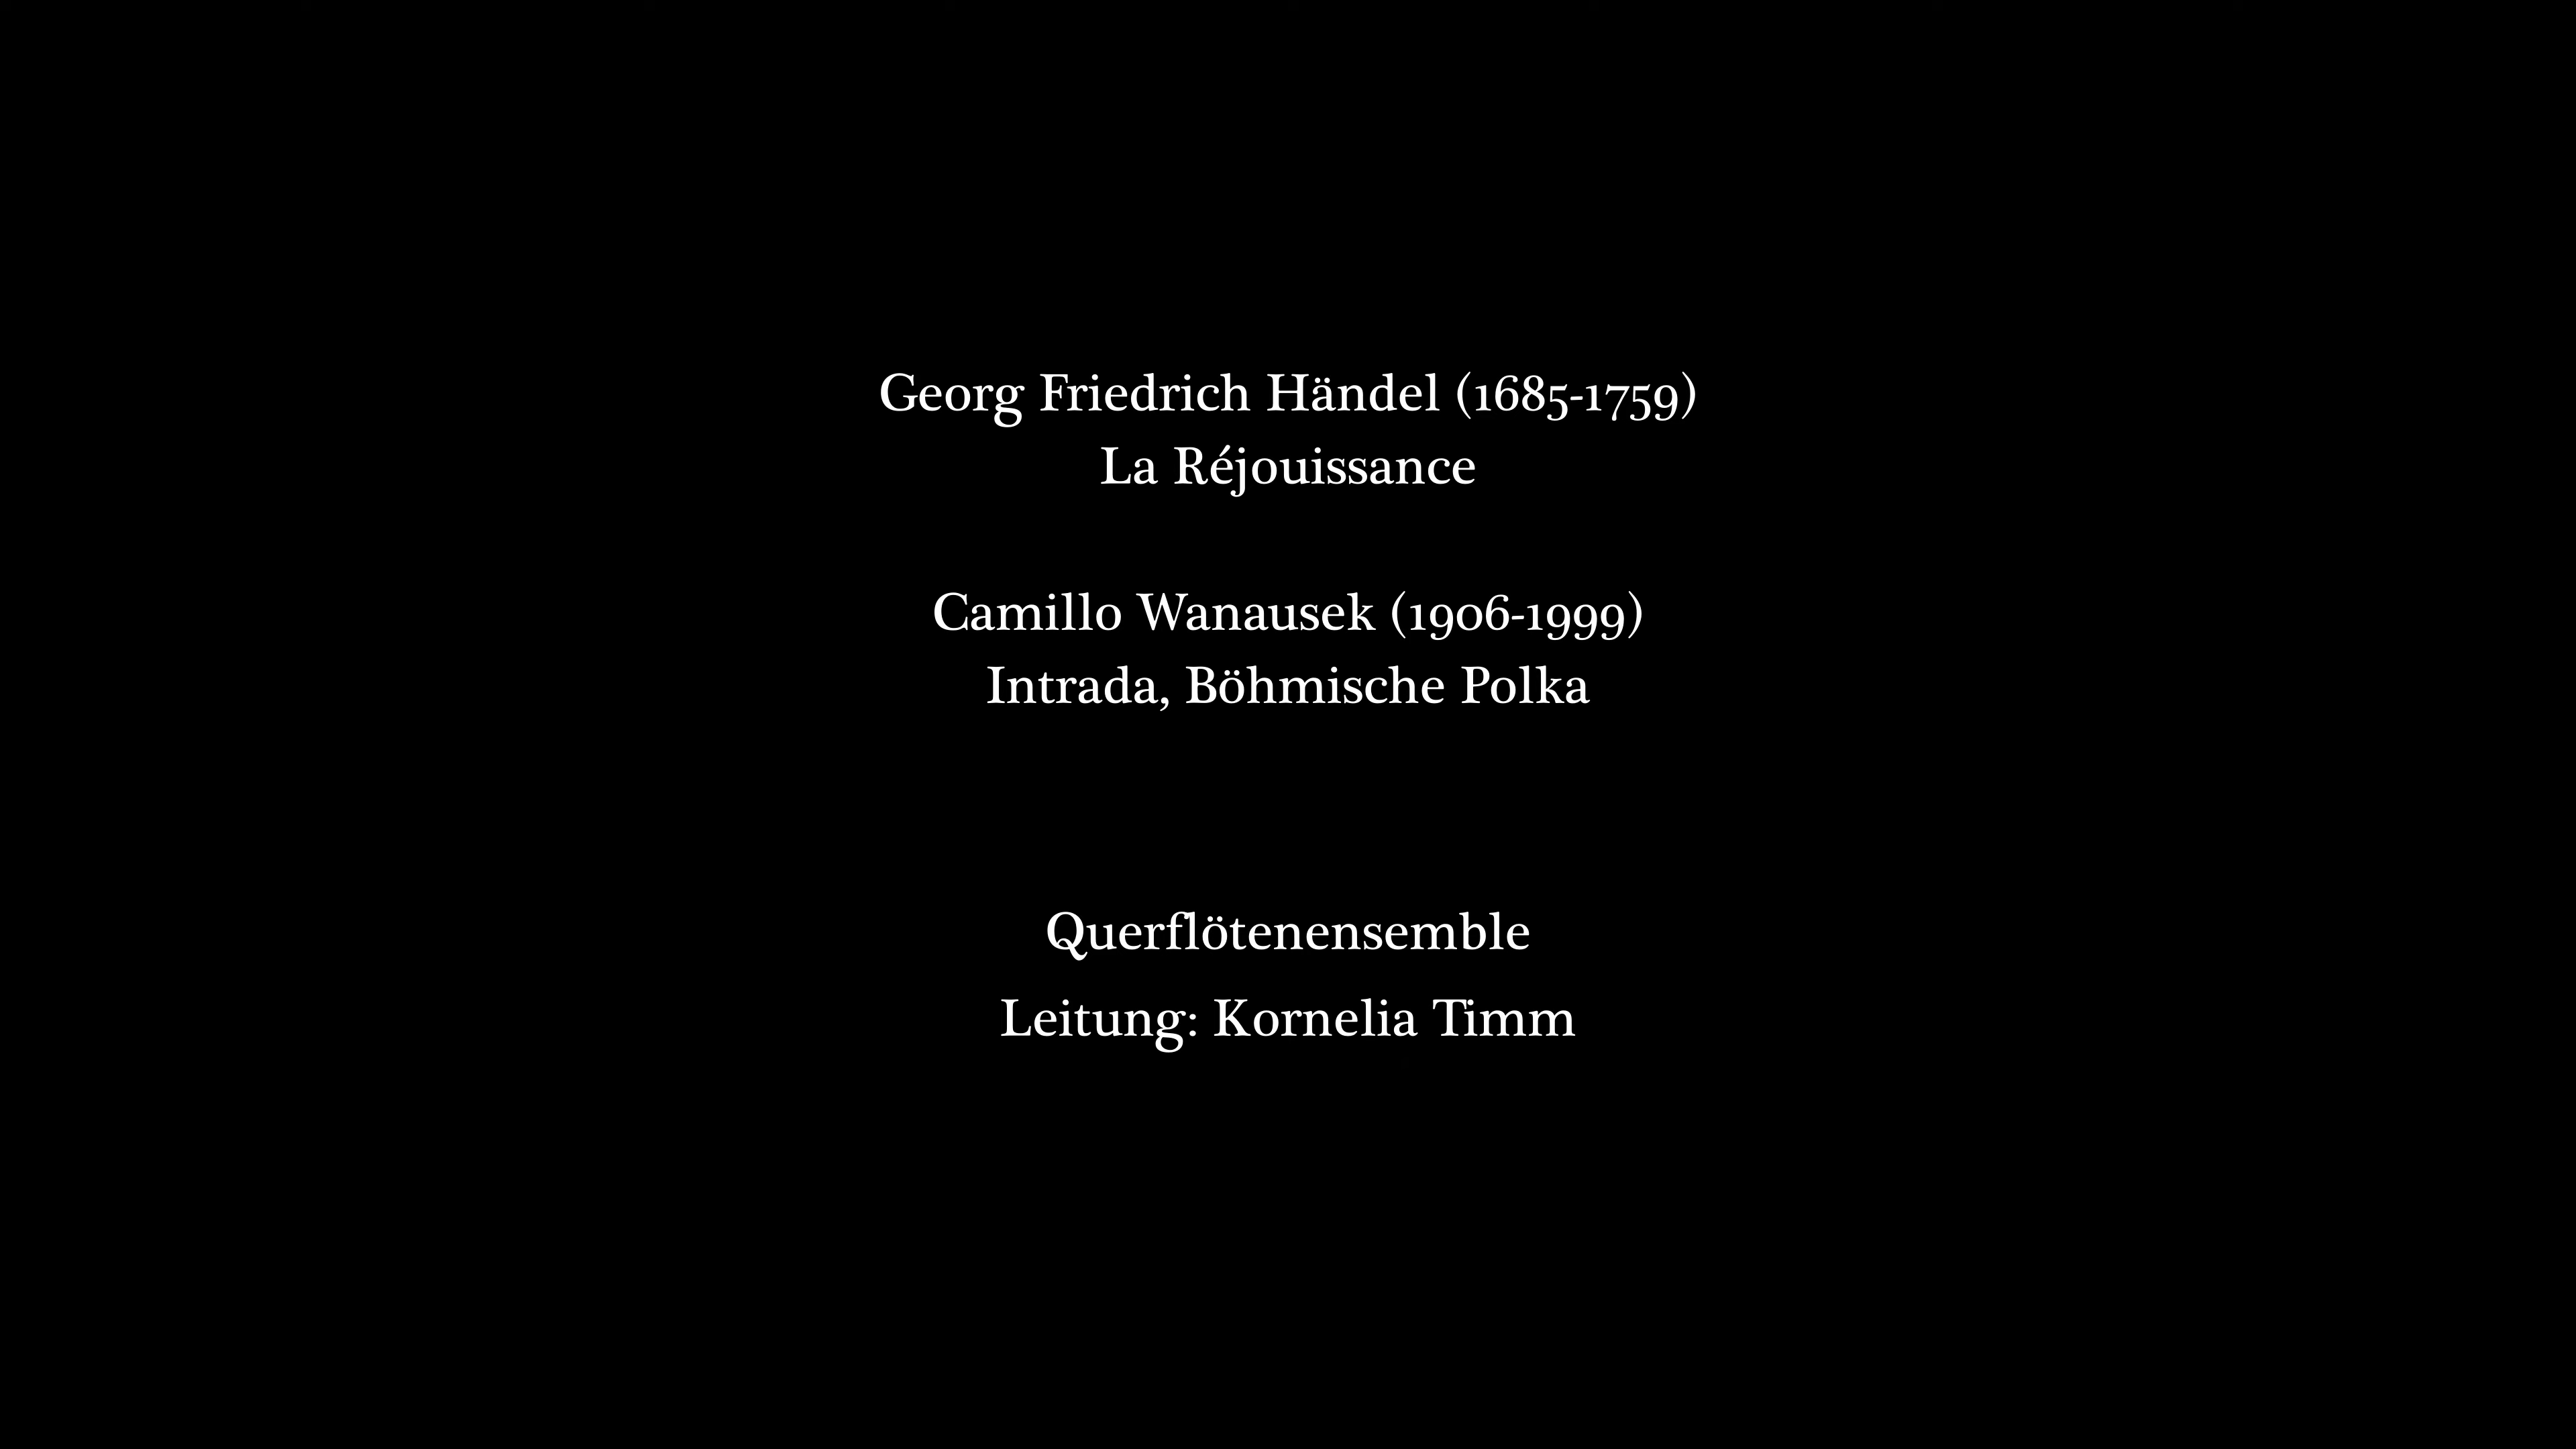 Georg Friedrich Händel (1685-1759)
La Réjouissance
Camillo Wanausek (1906-1999)
Intrada, Böhmische Polka
Querflötenensemble
Leitung: Kornelia Timm